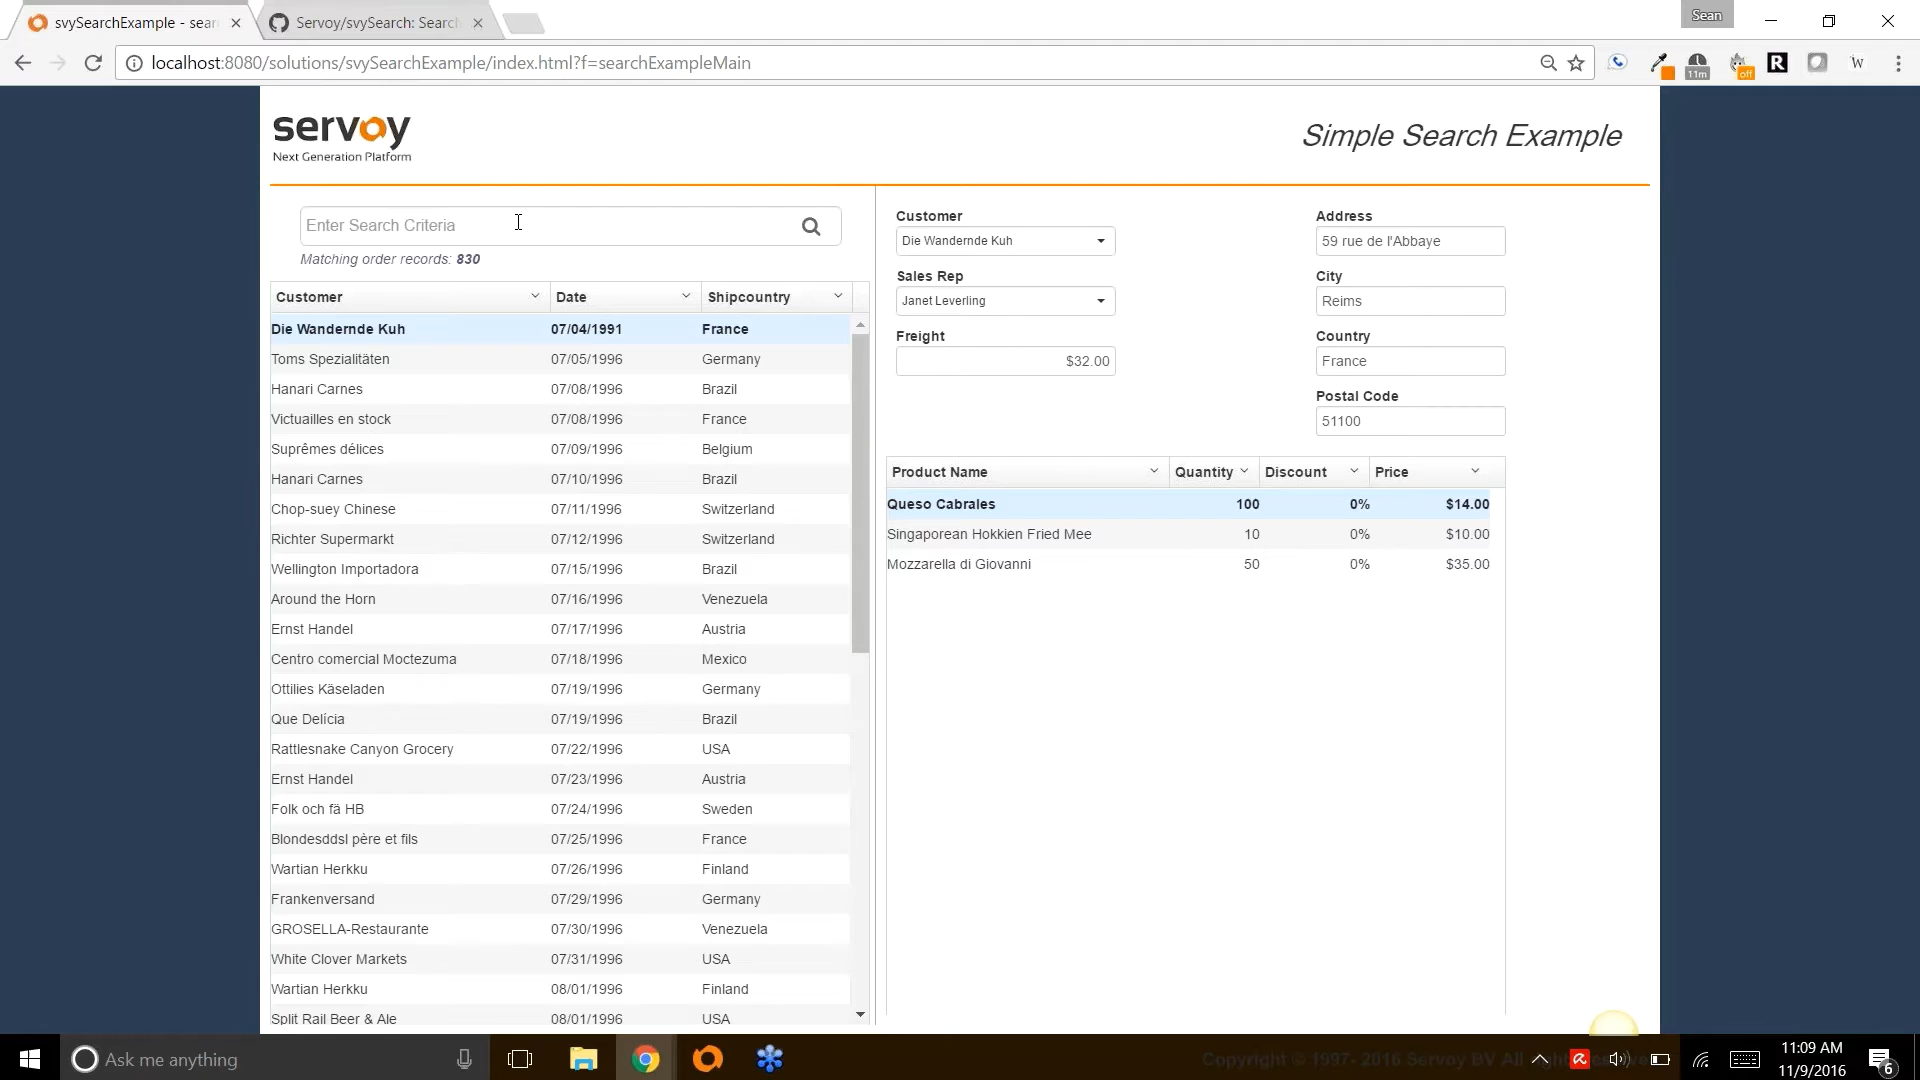 svySearchExample - sear
Servoy/svySearch: Search
Sean
localhost:8080/solutions/svySearchExample/index.html?f=searchExampleMain
11m
off
R
W
servoy
Next Generation Platform
Simple Search Example
Enter Search Criteria
Matching order records: 830
Customer Date Shipcountry
Die Wandernde Kuh 07/04/1991 France
Toms Spezialitäten 07/05/1996 Germany
Hanari Carnes 07/08/1996 Brazil
Victuailles en stock 07/08/1996 France
Suprêmes délices 07/09/1996 Belgium
Hanari Carnes 07/10/1996 Brazil
Chop-suey Chinese 07/11/1996 Switzerland
Richter Supermarkt 07/12/1996 Switzerland
Wellington Importadora 07/15/1996 Brazil
Around the Horn 07/16/1996 Venezuela
Ernst Handel 07/17/1996 Austria
Centro comercial Moctezuma 07/18/1996 Mexico
Ottilies Käseladen 07/19/1996 Germany
Que Delícia 07/19/1996 Brazil
Rattlesnake Canyon Grocery 07/22/1996 USA
Ernst Handel 07/23/1996 Austria
Folk och fä HB 07/24/1996 Sweden
Blondesddsl père et fils 07/25/1996 France
Wartian Herkku 07/26/1996 Finland
Frankenversand 07/29/1996 Germany
GROSELLA-Restaurante 07/30/1996 Venezuela
White Clover Markets 07/31/1996 USA
Wartian Herkku 08/01/1996 Finland
Split Rail Beer & Ale 08/01/1996 USA
Customer
Die Wandernde Kuh
Sales Rep
Janet Leverling
Freight
$32.00
Address
59 rue de l'Abbaye
City
Reims
Country
France
Postal Code
51100
Product Name Quantity Discount Price
Queso Cabrales 100 0% $14.00
Singaporean Hokkien Fried Mee 10 0% $10.00
Mozzarella di Giovanni 50 0% $35.00
Ask me anything
Copyright © 1997- 2016 Servoy BV All
11:09 AM
11/9/2016
6